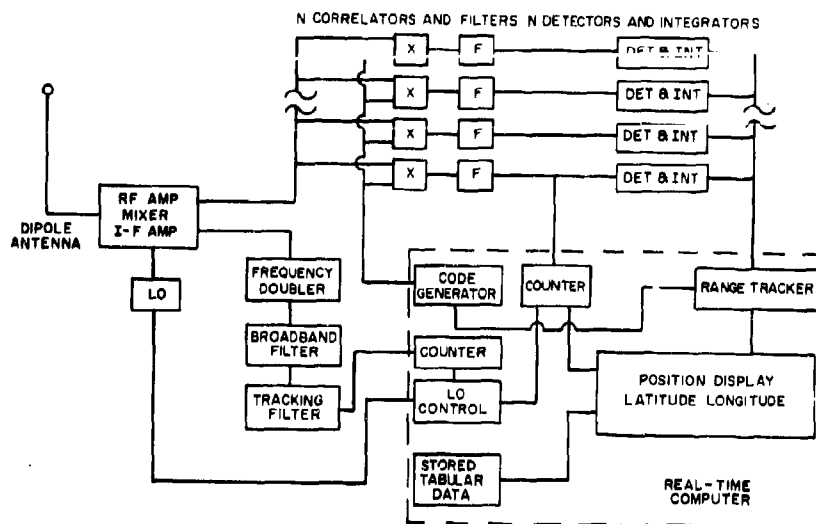 N CORRELATORS AND FILTERS N DETECTORS AND INTEGRATORS
X F DET & INT
X F DET & INT
X F DET & INT
X F DET & INT
DIPOLE
ANTENNA
RF AMP
MIXER
I-F AMP
LO
FREQUENCY
DOUBLER
BROADBAND
FILTER
TRACKING
FILTER
CODE
GENERATOR
COUNTER
RANGE TRACKER
COUNTER
LO
CONTROL
POSITION DISPLAY
LATITUDE LONGITUDE
STORED
TABULAR
DATA
REAL-TIME
COMPUTER